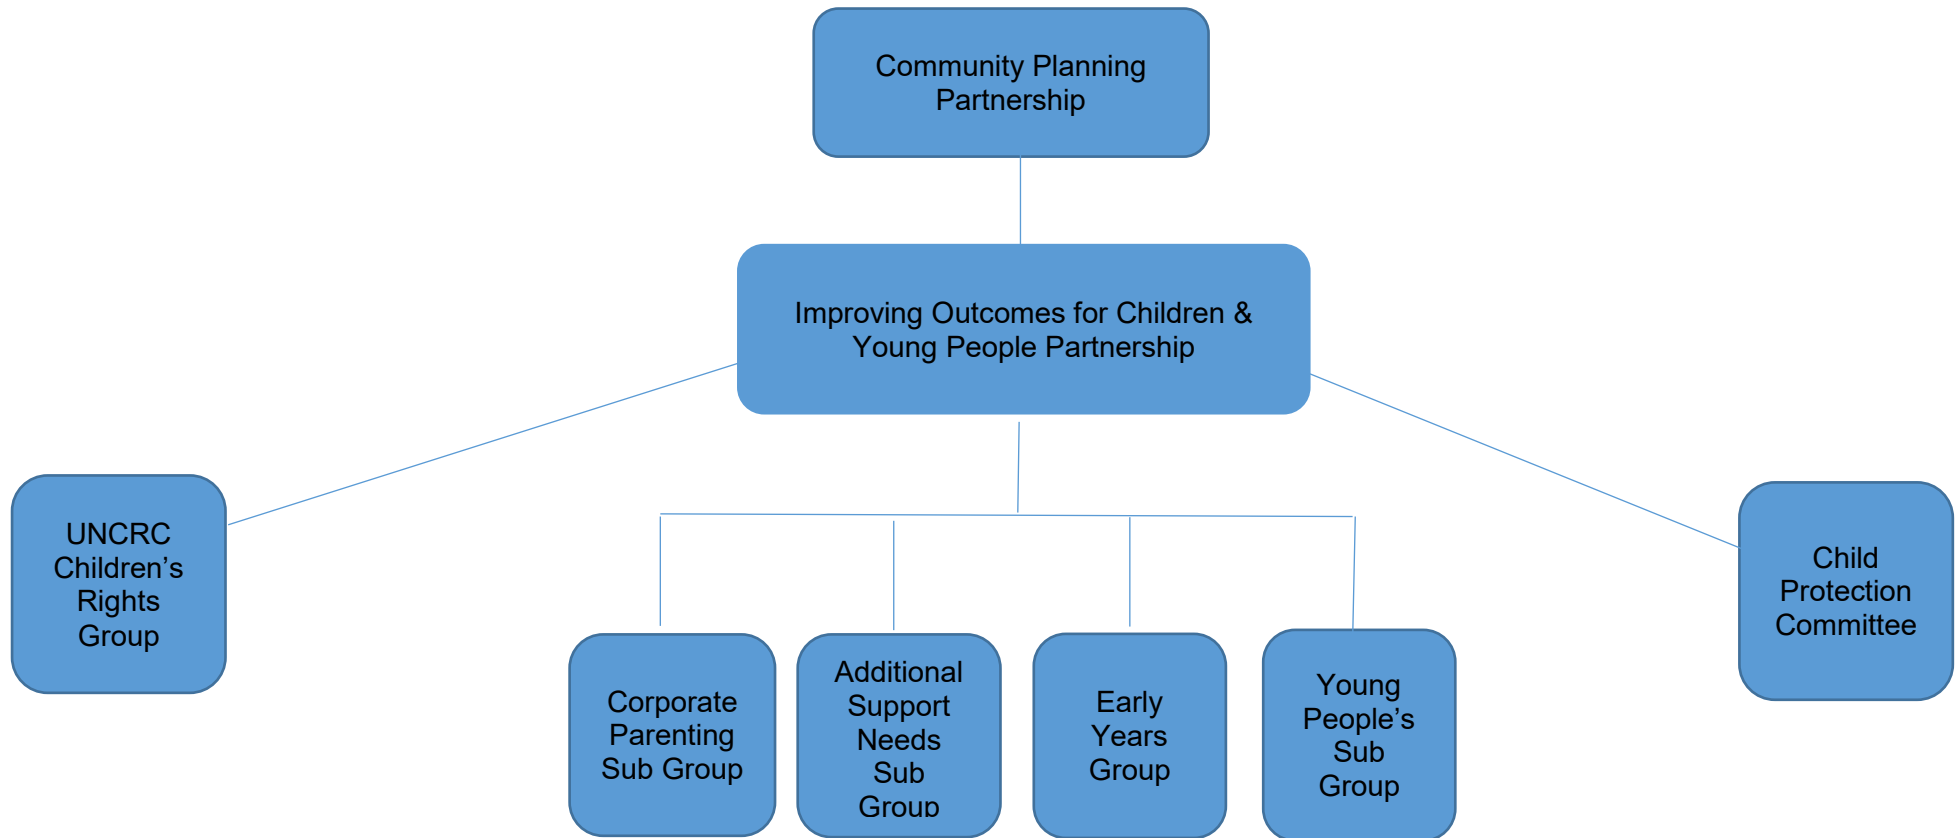 Community Planning
Partnership
Improving Outcomes for Children &
Young People Partnership
UNCRC
Children’s
Rights
Group
Corporate
Parenting
Sub Group
Additional
Support
Needs
Sub
Group
Early
Years
Group
Young
People’s
Sub
Group
Child
Protection
Committee